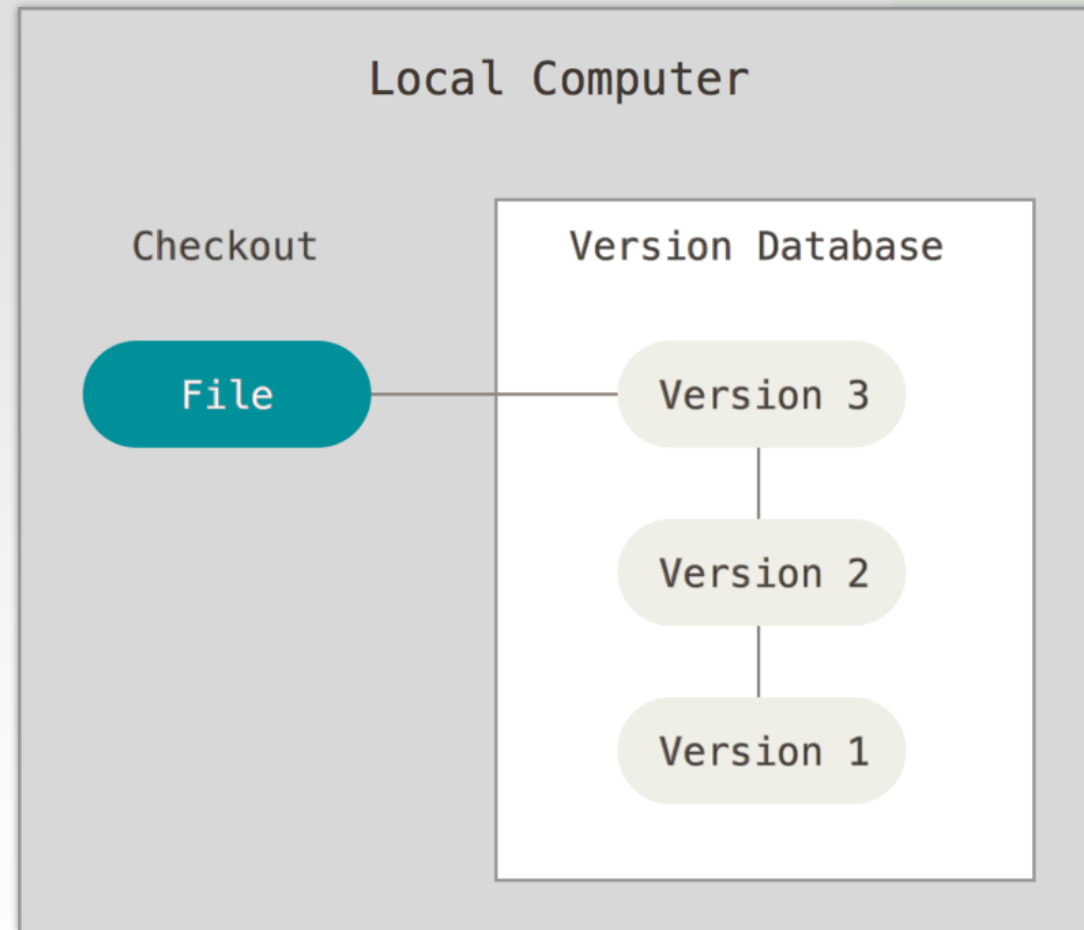 Local Computer
Checkout
Version Database
File
Version 3
Version 2
Version 1